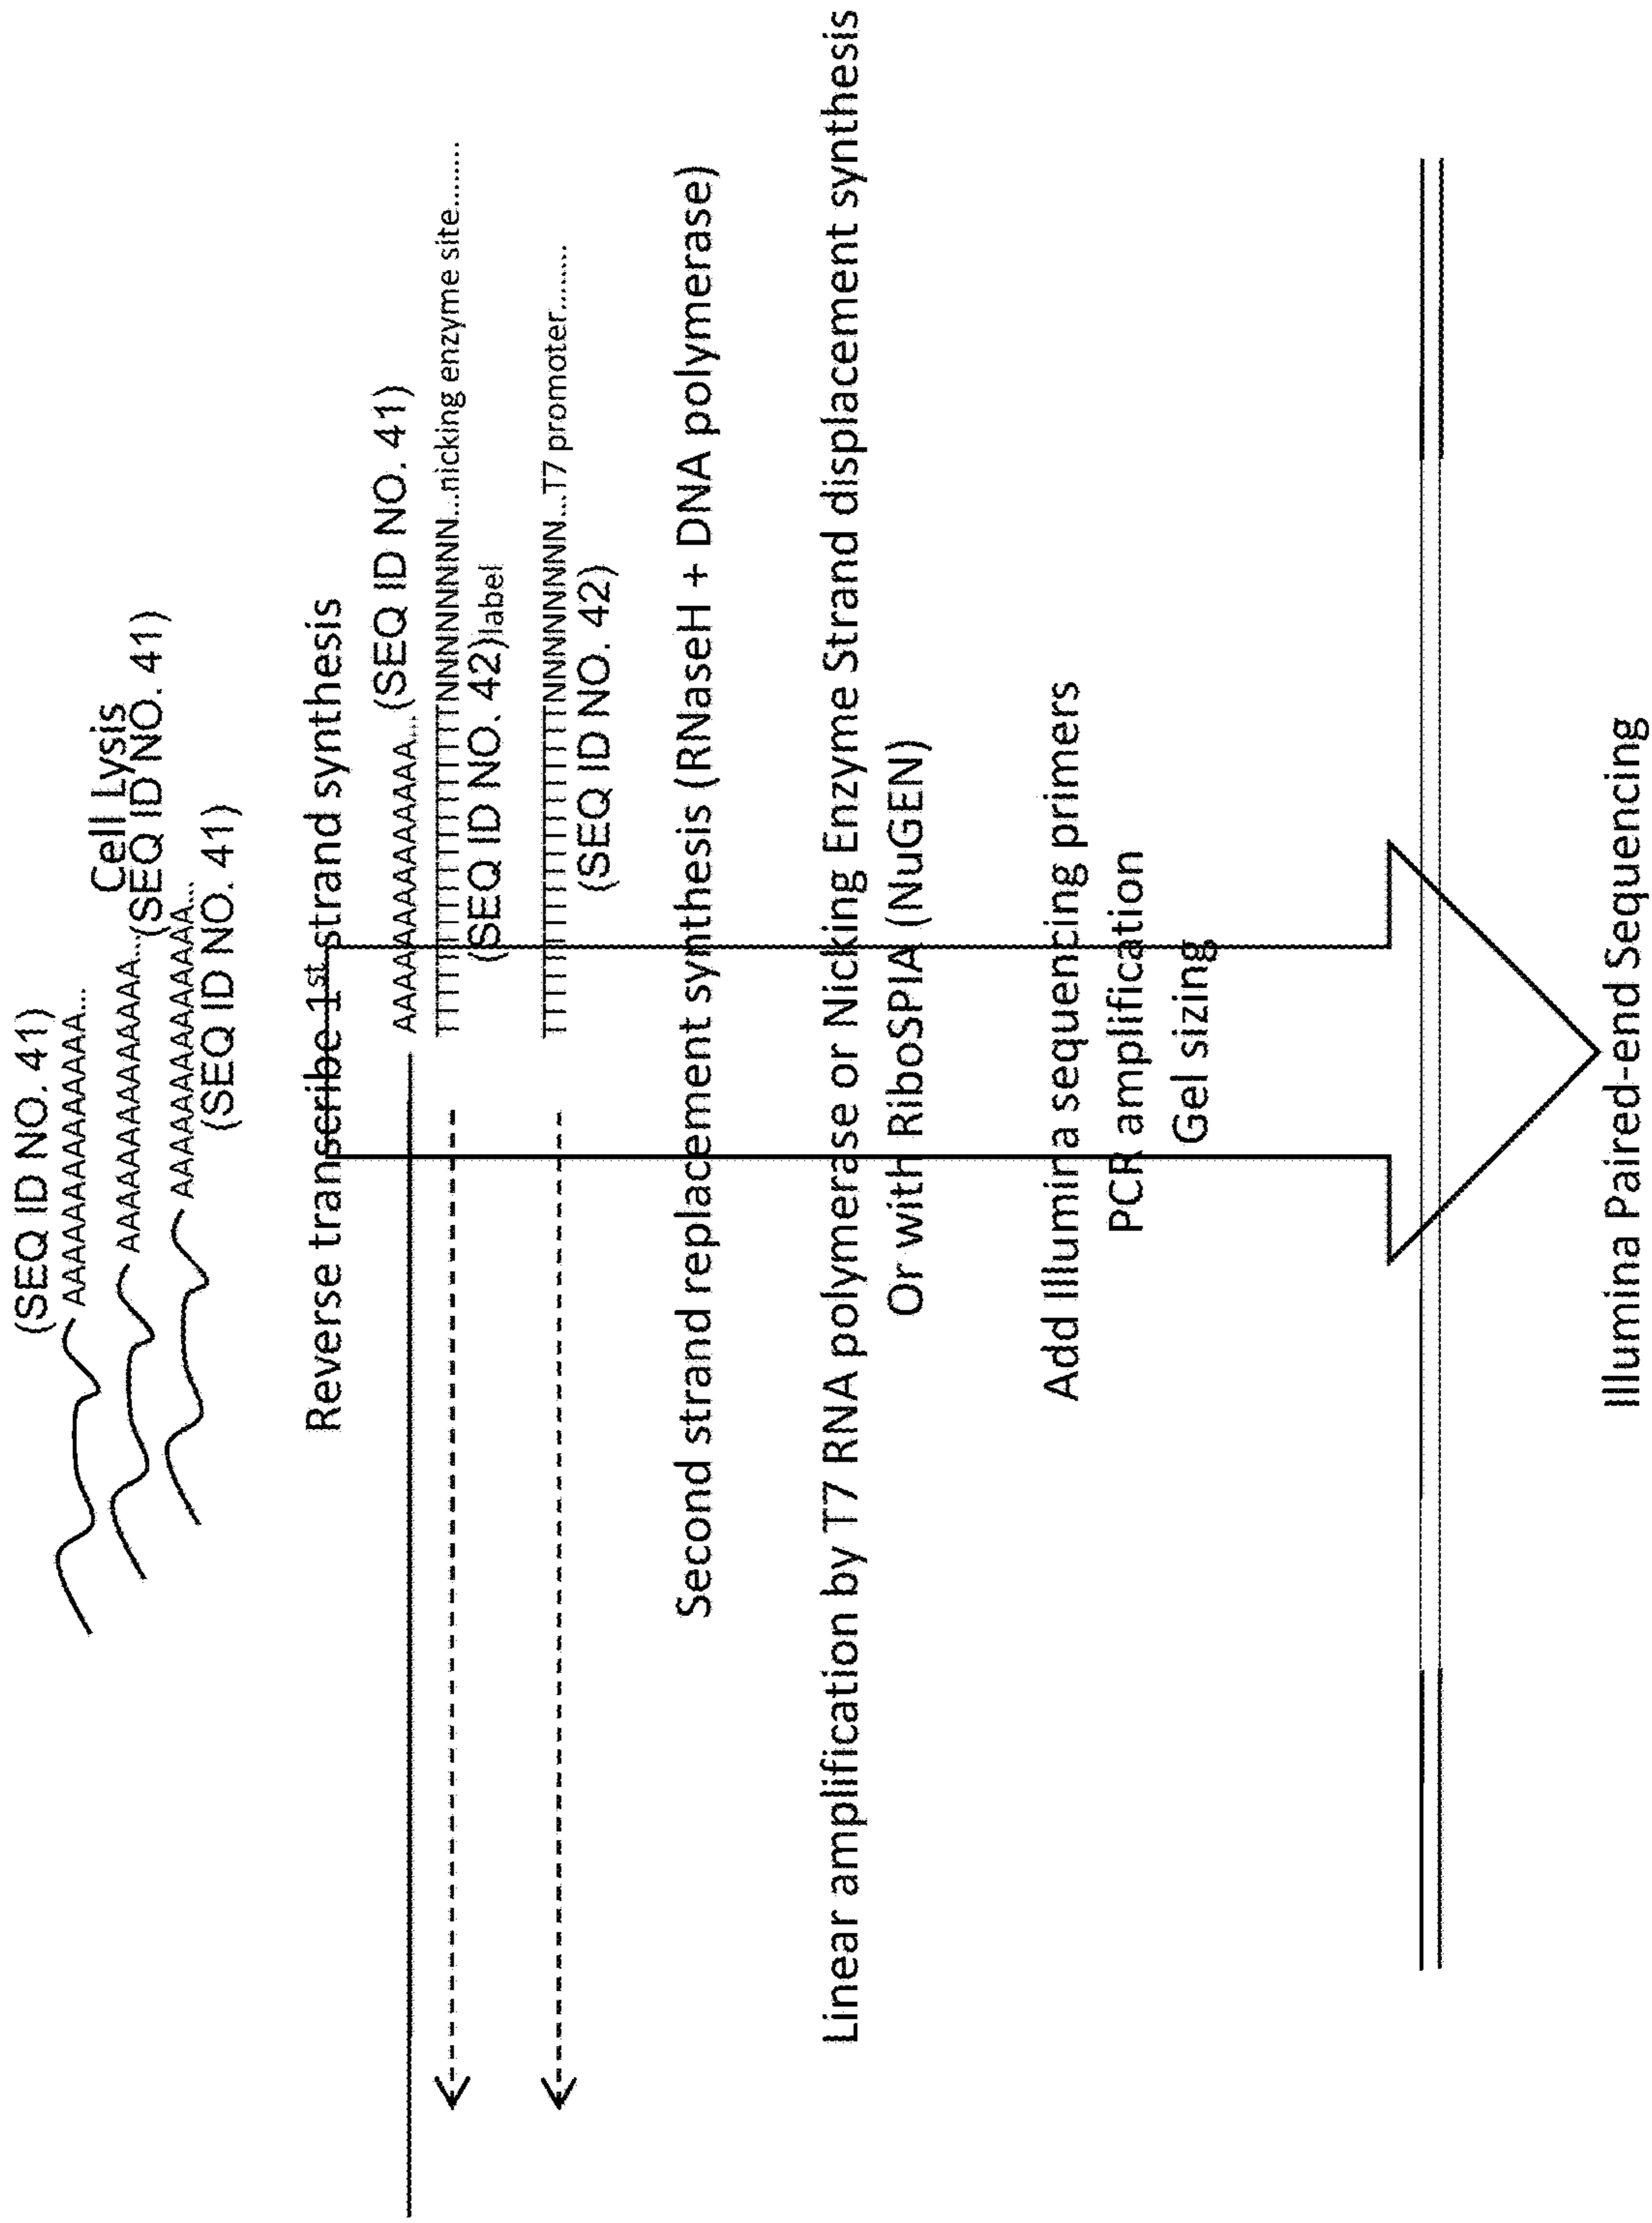 (SEQ ID NO. 41)
AAAAAAAAAAAAAA...
Cell Lysis
AAAAAAAAAAAAAA...(SEQ ID NO. 41)
AAAAAAAAAAAAAA...
(SEQ ID NO. 41)
Reverse transcribe 1st strand synthesis
AAAAAAAAAAAAAA...(SEQ ID NO. 41)
TTTTTTTTTTTTTTTTTTNNNNNNNN...nicking enzyme site........
(SEQ ID NO. 42)label
TTTTTTTTTTTTTTTTTTNNNNNNNN...T7 promoter........
(SEQ ID NO. 42)
Second strand replacement synthesis (RNaseH + DNA polymerase)
Linear amplification by T7 RNA polymerase or Nicking Enzyme Strand displacement synthesis
Or with RiboSPIA (NuGEN)
Add Illumina sequencing primers
PCR amplification
Gel sizing
Illumina Paired-end Sequencing